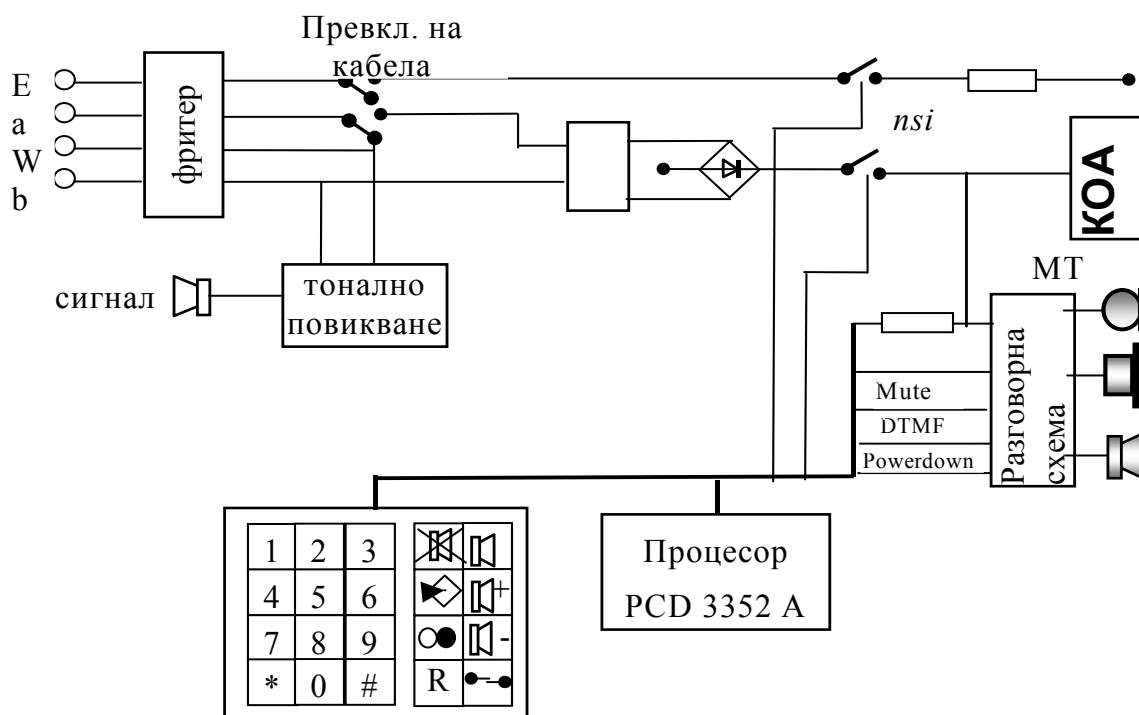 Превкл. на
кабела
E
a
W
b
фритер
nsi
КОА
МТ
сигнал
тонално
повикване
Mute
DTMF
Powerdown
Разговорна
схема
1 2 3
4 5 6
+
7 8 9
-
* 0 # R
Процесор
PCD 3352 A